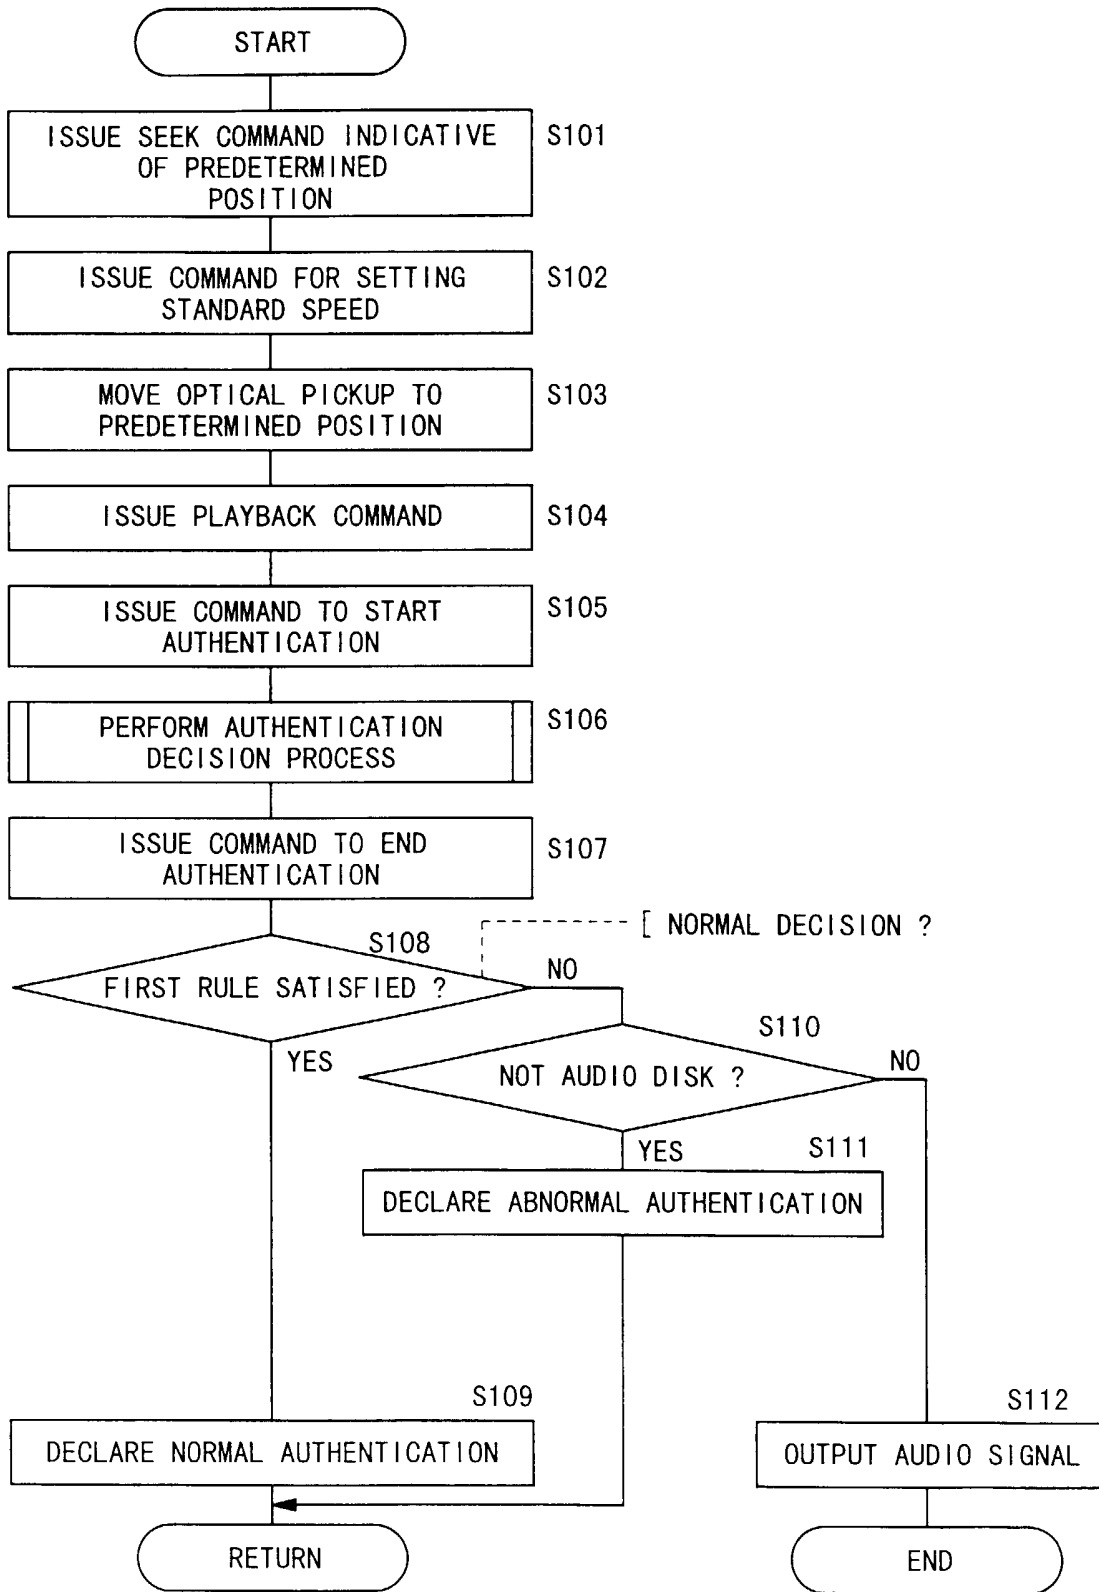 START
ISSUE SEEK COMMAND INDICATIVE
OF PREDETERMINED
POSITION
S101
ISSUE COMMAND FOR SETTING
STANDARD SPEED
S102
MOVE OPTICAL PICKUP TO
PREDETERMINED POSITION
S103
ISSUE PLAYBACK COMMAND
S104
ISSUE COMMAND TO START
AUTHENTICATION
S105
PERFORM AUTHENTICATION
DECISION PROCESS
S106
ISSUE COMMAND TO END
AUTHENTICATION
S107
[ NORMAL DECISION ?
S108
FIRST RULE SATISFIED ?
NO
YES
S110
NOT AUDIO DISK ?
NO
YES
S111
DECLARE ABNORMAL AUTHENTICATION
S109
DECLARE NORMAL AUTHENTICATION
S112
OUTPUT AUDIO SIGNAL
RETURN
END